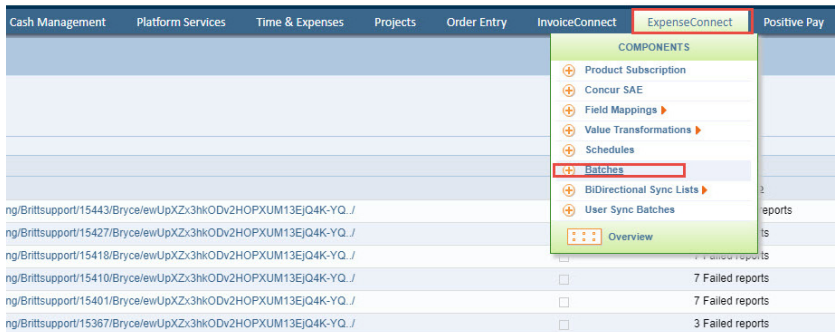 Cash Management Platform Services Time & Expenses Projects Order Entry InvoiceConnect ExpenseConnect Positive Pay
COMPONENTS
Product Subscription
Concur SAE
Field Mappings
Value Transformations
Schedules
Batches
BiDirectional Sync Lists
ng/Brittsupport/15443/Bryce/ewUpXZx3hkODv2HOPXUM13EjQ4K-YQ../ User Sync Batches eports
ng/Brittsupport/15427/Bryce/ewUpXZx3hkODv2HOPXUM13EjQ4K-YQ../ Overview ts
ng/Brittsupport/15418/Bryce/ewUpXZx3hkODv2HOPXUM13EjQ4K-YQ../ 7 Failed reports
ng/Brittsupport/15410/Bryce/ewUpXZx3hkODv2HOPXUM13EjQ4K-YQ../ 7 Failed reports
ng/Brittsupport/15401/Bryce/ewUpXZx3hkODv2HOPXUM13EjQ4K-YQ../ 7 Failed reports
ng/Brittsupport/15367/Bryce/ewUpXZx3hkODv2HOPXUM13EjQ4K-YQ../ 3 Failed reports